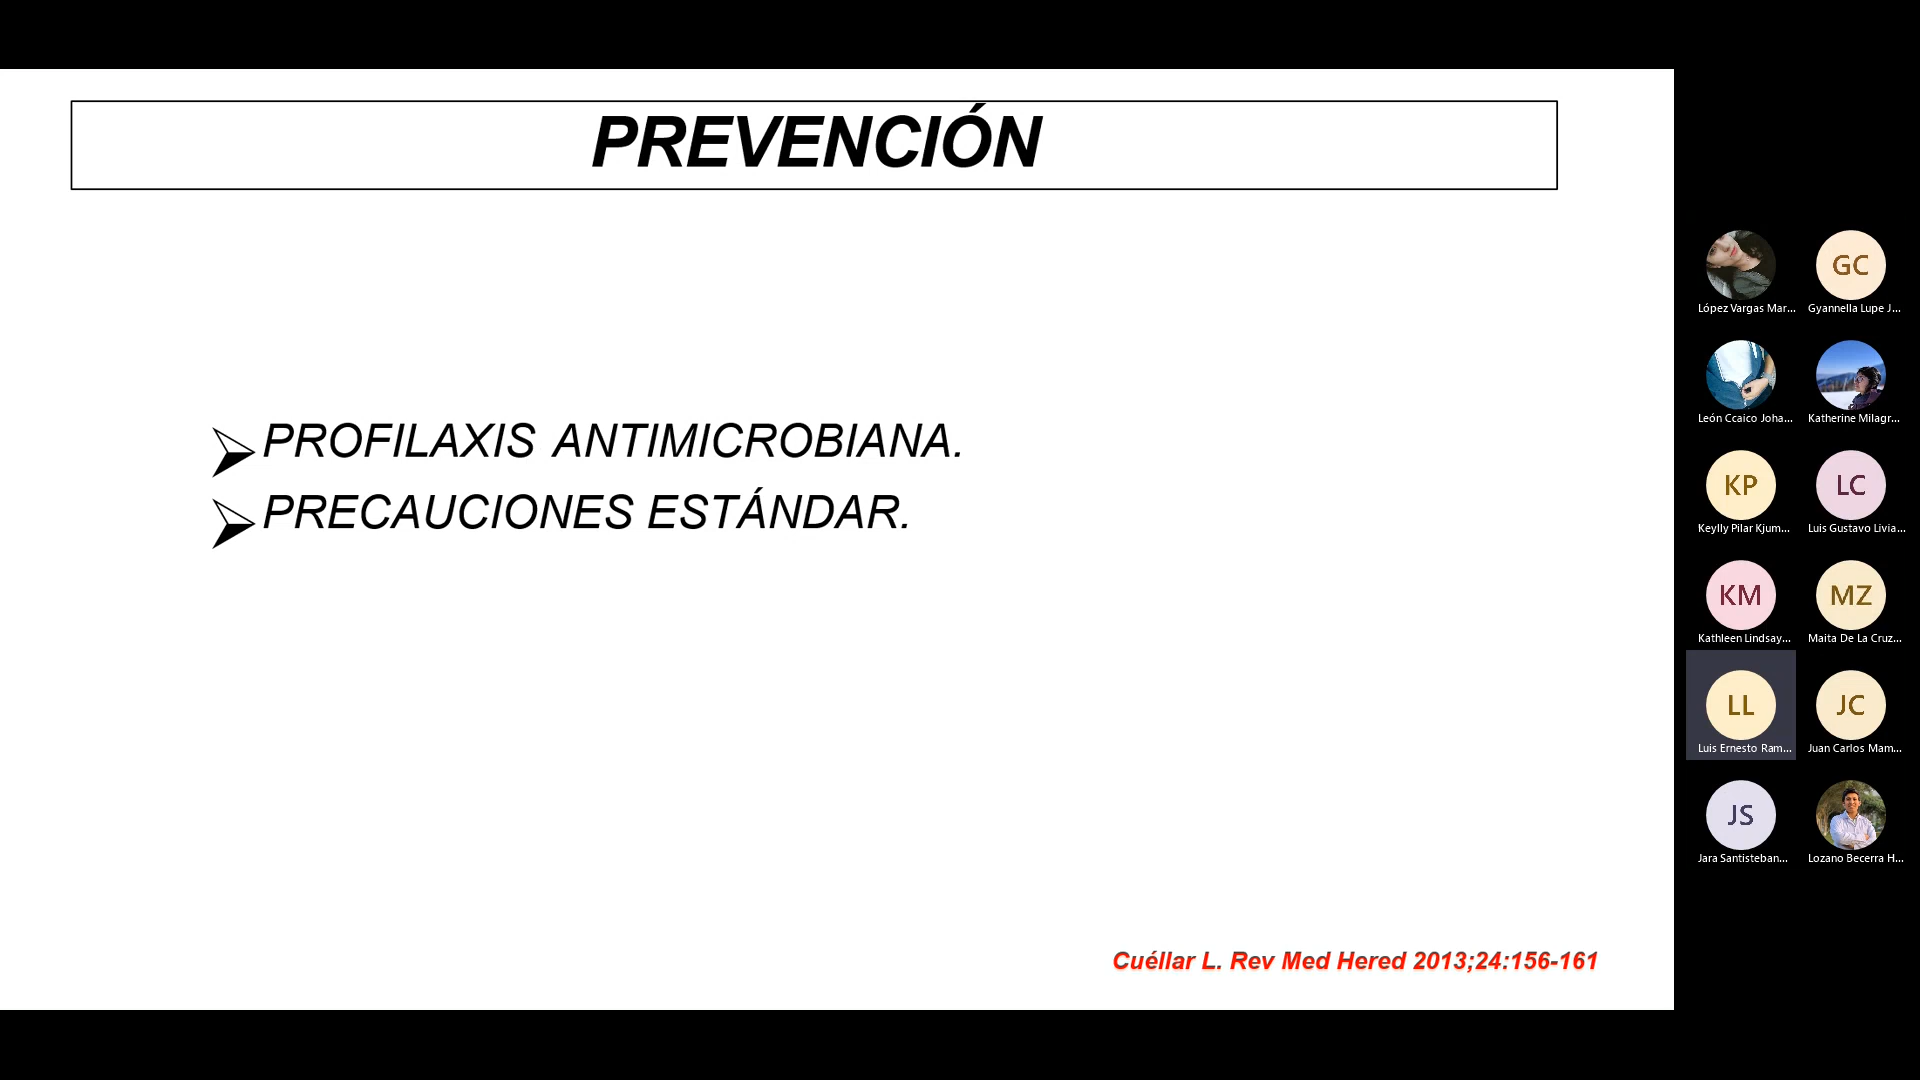 PREVENCIÓN
PROFILAXIS ANTIMICROBIANA.
PRECAUCIONES ESTÁNDAR.
Cuéllar L. Rev Med Hered 2013;24:156-161
López Vargas Mar...
GC
Gyannella Lupe J...
León Ccaico Joha...
Katherine Milagr...
KP
Keylly Pilar Kjum...
LC
Luis Gustavo Livia...
KM
Kathleen Lindsay...
MZ
Maita De La Cruz...
LL
Luis Ernesto Ram...
JC
Juan Carlos Mam...
JS
Jara Santisteban...
Lozano Becerra H...